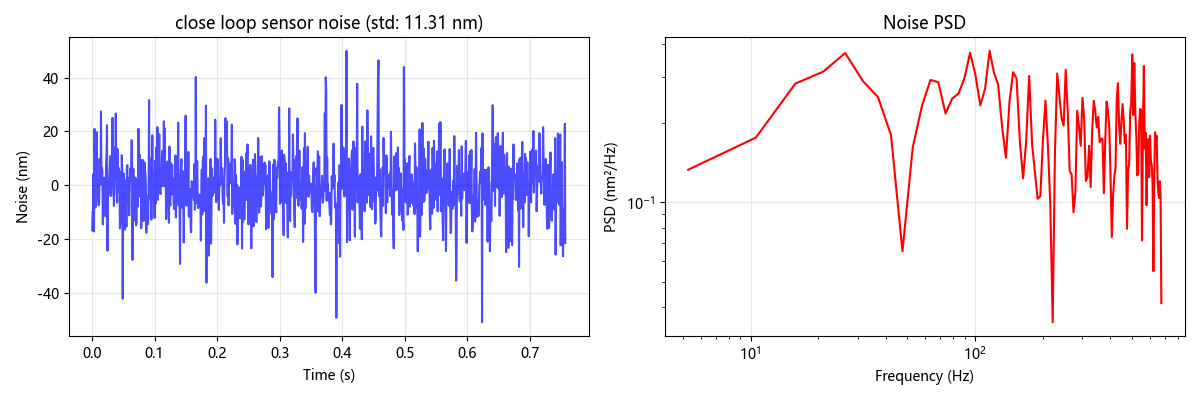 close loop sensor noise (std: 11.31 nm)
Noise (nm)
40
20
0
-20
-40
0.0 0.1 0.2 0.3 0.4 0.5 0.6 0.7
Time (s)
Noise PSD
PSD (nm²/Hz)
10⁻¹
10¹ 10²
Frequency (Hz)